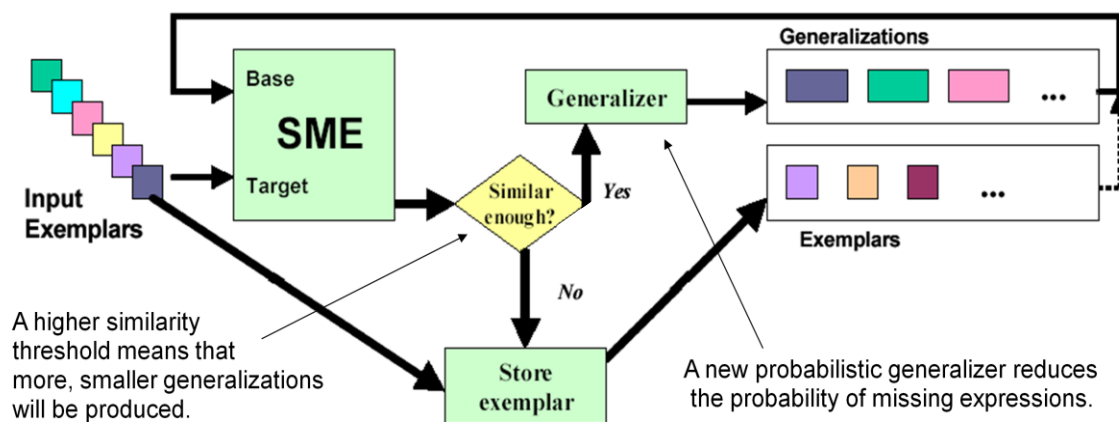 Generalizations
Base
Generalizer
...
SME
Target
Similar
enough?
Yes
...
Input
Exemplars
Exemplars
No
A higher similarity
threshold means that
more, smaller generalizations
will be produced.
Store
exemplar
A new probabilistic generalizer reduces
the probability of missing expressions.